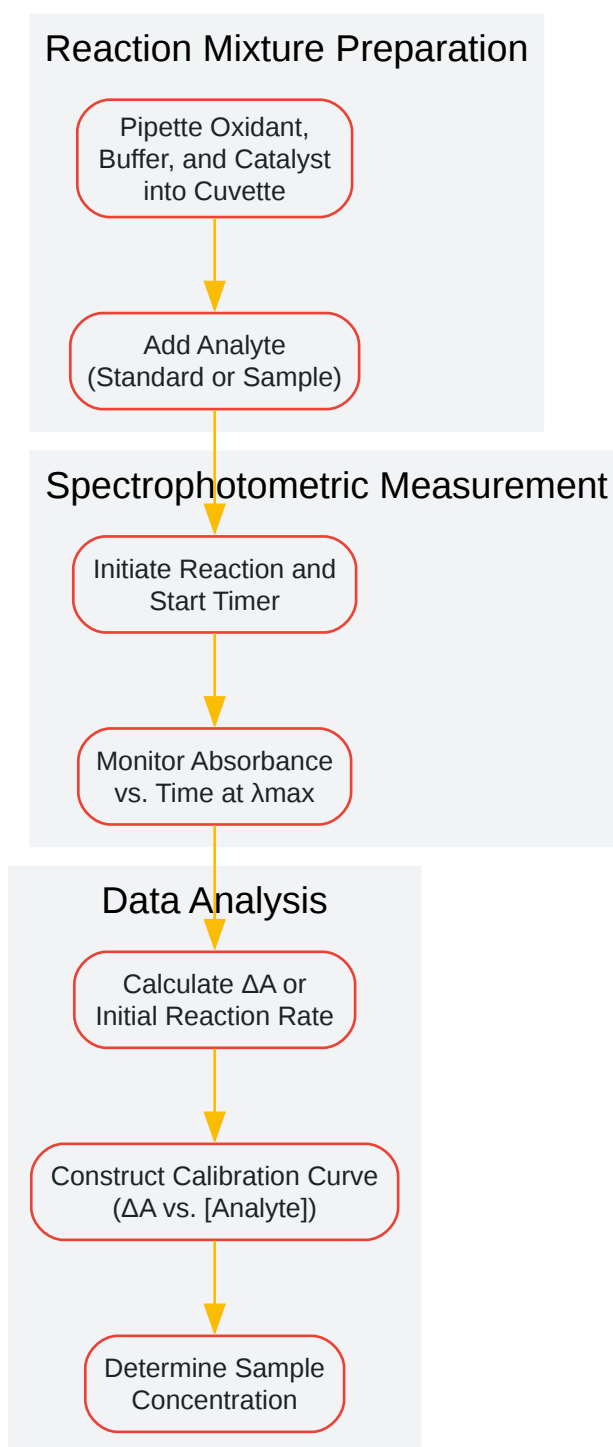 Reaction Mixture Preparation
Pipette Oxidant,
Buffer, and Catalyst
into Cuvette
Add Analyte
(Standard or Sample)
Spectrophotometric Measurement
Initiate Reaction and
Start Timer
Monitor Absorbance
vs. Time at λmax
Data Analysis
Calculate ΔA or
Initial Reaction Rate
Construct Calibration Curve
(ΔA vs. [Analyte])
Determine Sample
Concentration